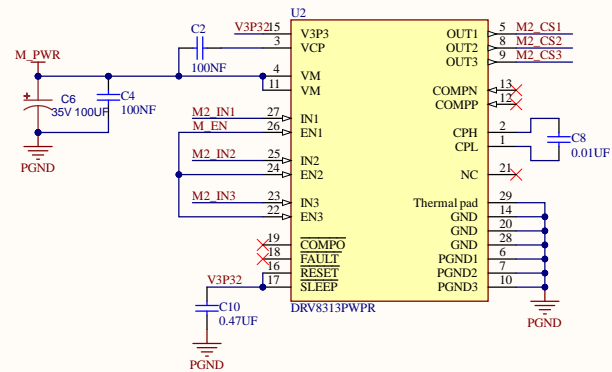 U2
V3P32 15 V3P3 OUT1 5 M2_CS1
C2 3 VCP OUT2 8 M2_CS2
100NF OUT3 9 M2_CS3
M_PWR
4 VM
11 VM COMPN 13
COMPP 12
C6
35V 100UF
C4
100NF
M2_IN1 27 IN1
M_EN 26 EN1 CPH 2
CPL 1
C8
0.01UF
M2_IN2 25 IN2
24 EN2 NC 21
PGND
M2_IN3 23 IN3 Thermal pad 29
22 EN3 GND 14
GND 20
19 COMPO GND 28
18 FAULT PGND1 6
16 RESET PGND2 7
V3P32 17 SLEEP PGND3 10
C10
0.47UF
DRV8313PWPR
PGND
PGND